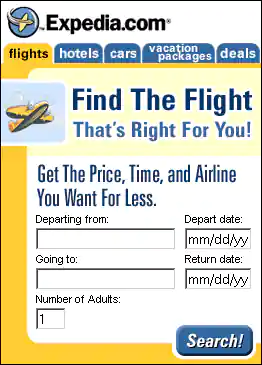 Expedia.com®
flights hotels cars vacation packages deals
Find The Flight
That's Right For You!
Get The Price, Time, and Airline
You Want For Less.
Departing from: Depart date:
mm/dd/yy
Going to: Return date:
mm/dd/yy
Number of Adults:
1
Search!